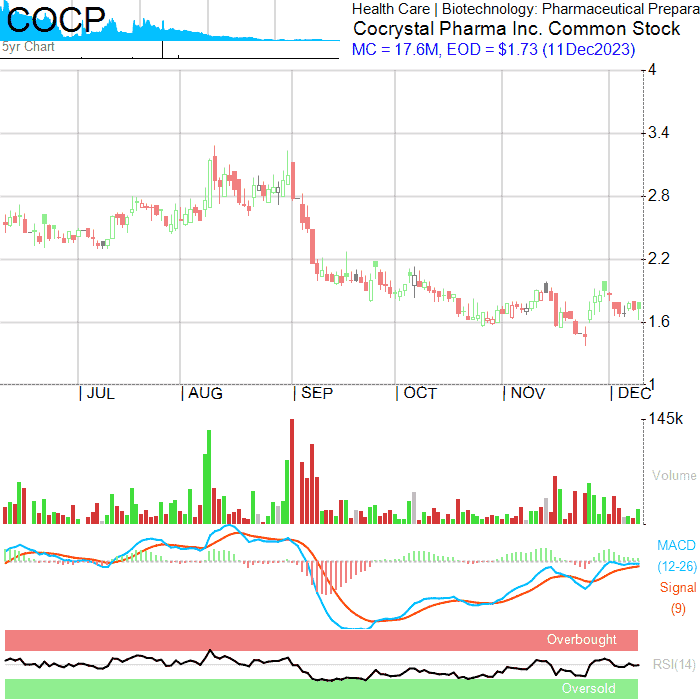 COCP
5yr Chart
Health Care | Biotechnology: Pharmaceutical Prepara
Cocrystal Pharma Inc. Common Stock
MC = 17.6M, EOD = $1.73 (11Dec2023)
4
3.4
2.8
2.2
1.6
1
| JUL | AUG | SEP | OCT | NOV | DEC
145k
Volume
MACD
(12-26)
Signal
(9)
Overbought
RSI(14)
Oversold